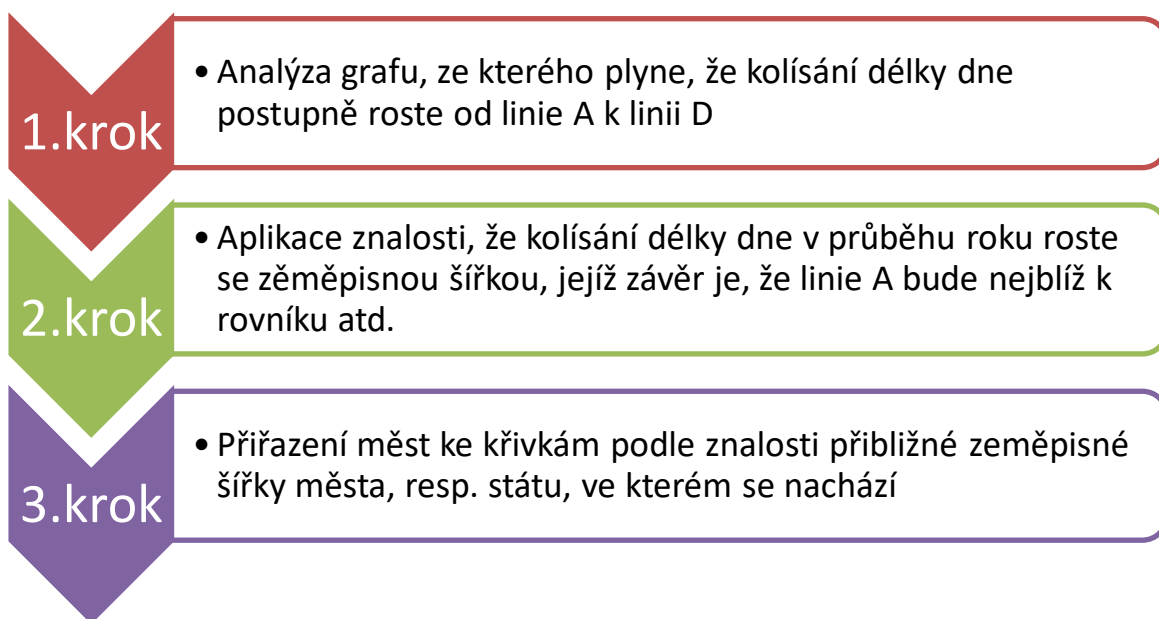 1.krok
• Analýza grafu, ze kterého plyne, že kolísání délky dne
postupně roste od linie A k linii D
2.krok
• Aplikace znalosti, že kolísání délky dne v průběhu roku roste
se zěměpisnou šířkou, jejíž závěr je, že linie A bude nejblíž k
rovníku atd.
3.krok
• Přiřazení měst ke křivkám podle znalosti přibližné zeměpisné
šířky města, resp. státu, ve kterém se nachází